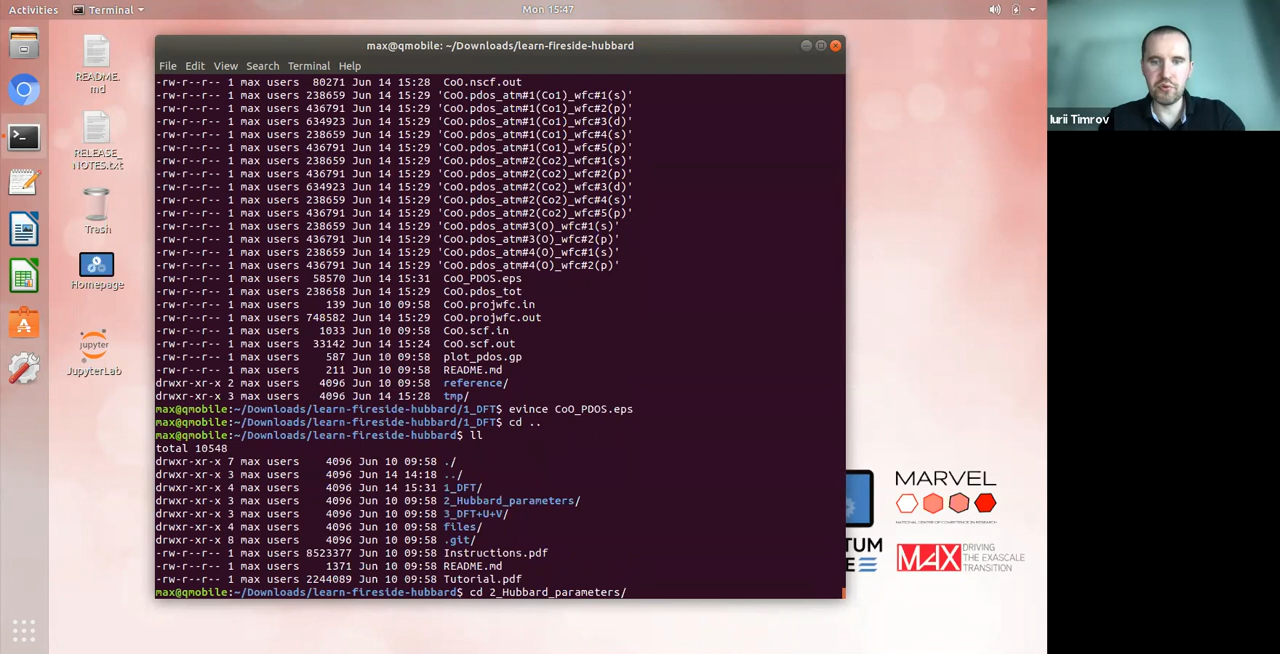 Activities
Terminal
Mon 15:47
README.
md
RELEASE_
NOTES.txt
Trash
Homepage
jupyter
JupyterLab
max@qmobile: ~/Downloads/learn-fireside-hubbard
File Edit View Search Terminal Help
-rw-r--r-- 1 max users 80271 Jun 14 15:28 CoO.nscf.out
-rw-r--r-- 1 max users 238659 Jun 14 15:29 'CoO.pdos_atm#1(Co1)_wfc#1(s)'
-rw-r--r-- 1 max users 436791 Jun 14 15:29 'CoO.pdos_atm#1(Co1)_wfc#2(p)'
-rw-r--r-- 1 max users 634923 Jun 14 15:29 'CoO.pdos_atm#1(Co1)_wfc#3(d)'
-rw-r--r-- 1 max users 238659 Jun 14 15:29 'CoO.pdos_atm#1(Co1)_wfc#4(s)'
-rw-r--r-- 1 max users 436791 Jun 14 15:29 'CoO.pdos_atm#1(Co1)_wfc#5(p)'
-rw-r--r-- 1 max users 238659 Jun 14 15:29 'CoO.pdos_atm#2(Co2)_wfc#1(s)'
-rw-r--r-- 1 max users 436791 Jun 14 15:29 'CoO.pdos_atm#2(Co2)_wfc#2(p)'
-rw-r--r-- 1 max users 634923 Jun 14 15:29 'CoO.pdos_atm#2(Co2)_wfc#3(d)'
-rw-r--r-- 1 max users 238659 Jun 14 15:29 'CoO.pdos_atm#2(Co2)_wfc#4(s)'
-rw-r--r-- 1 max users 436791 Jun 14 15:29 'CoO.pdos_atm#2(Co2)_wfc#5(p)'
-rw-r--r-- 1 max users 238659 Jun 14 15:29 'CoO.pdos_atm#3(O)_wfc#1(s)'
-rw-r--r-- 1 max users 436791 Jun 14 15:29 'CoO.pdos_atm#3(O)_wfc#2(p)'
-rw-r--r-- 1 max users 238659 Jun 14 15:29 'CoO.pdos_atm#4(O)_wfc#1(s)'
-rw-r--r-- 1 max users 436791 Jun 14 15:29 'CoO.pdos_atm#4(O)_wfc#2(p)'
-rw-r--r-- 1 max users 58570 Jun 14 15:31 CoO_PDOS.eps
-rw-r--r-- 1 max users 238658 Jun 14 15:29 CoO.pdos_tot
-rw-r--r-- 1 max users 139 Jun 10 09:58 CoO.projwfc.in
-rw-r--r-- 1 max users 748582 Jun 14 15:29 CoO.projwfc.out
-rw-r--r-- 1 max users 1033 Jun 10 09:58 CoO.scf.in
-rw-r--r-- 1 max users 33142 Jun 14 15:24 CoO.scf.out
-rw-r--r-- 1 max users 587 Jun 10 09:58 plot_pdos.gp
-rw-r--r-- 1 max users 211 Jun 10 09:58 README.md
drwxr-xr-x 2 max users 4096 Jun 10 09:58 reference/
drwxr-xr-x 3 max users 4096 Jun 14 15:28 tmp/
max@qmobile:~/Downloads/learn-fireside-hubbard/1_DFT$ evince CoO_PDOS.eps
max@qmobile:~/Downloads/learn-fireside-hubbard/1_DFT$ cd ..
max@qmobile:~/Downloads/learn-fireside-hubbard$ ll
total 10548
drwxr-xr-x 7 max users 4096 Jun 10 09:58 ./
drwxr-xr-x 3 max users 4096 Jun 14 14:18 ../
drwxr-xr-x 4 max users 4096 Jun 14 15:31 1_DFT/
drwxr-xr-x 3 max users 4096 Jun 10 09:58 2_Hubbard_parameters/
drwxr-xr-x 3 max users 4096 Jun 10 09:58 3_DFT+U+V/
drwxr-xr-x 4 max users 4096 Jun 10 09:58 files/
drwxr-xr-x 8 max users 4096 Jun 10 09:58 .git/
-rw-r--r-- 1 max users 8523377 Jun 10 09:58 Instructions.pdf
-rw-r--r-- 1 max users 1371 Jun 10 09:58 README.md
-rw-r--r-- 1 max users 2244089 Jun 10 09:58 Tutorial.pdf
max@qmobile:~/Downloads/learn-fireside-hubbard$ cd 2_Hubbard_parameters/
MARVEL
NATIONAL CENTRE OF COMPETENCE IN RESEARCH
TUM
E
MAX DRIVING
THE EXASCALE
TRANSITION
Iurii Timrov